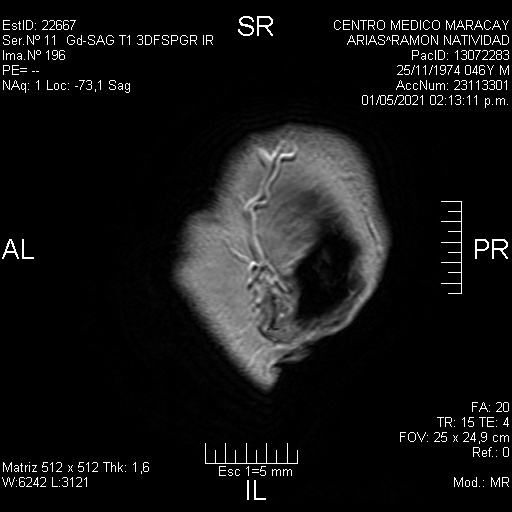 EstID: 22667
Ser.Nº 11 Gd-SAG T1 3DFSPGR IR
Ima.Nº 196
PE= --
NAq: 1 Loc: -73,1 Sag
SR
CENTRO MEDICO MARACAY
ARIAS^RAMON NATIVIDAD
PacID: 13072283
25/11/1974 046Y M
AccNum: 23113301
01/05/2021 02:13:11 p.m.
AL
PR
FA: 20
TR: 15 TE: 4
FOV: 25 x 24,9 cm
Ref.: 0
Mod.: MR
Matriz 512 x 512 Thk: 1,6
W:6242 L:3121
Esc 1=5 mm
IL